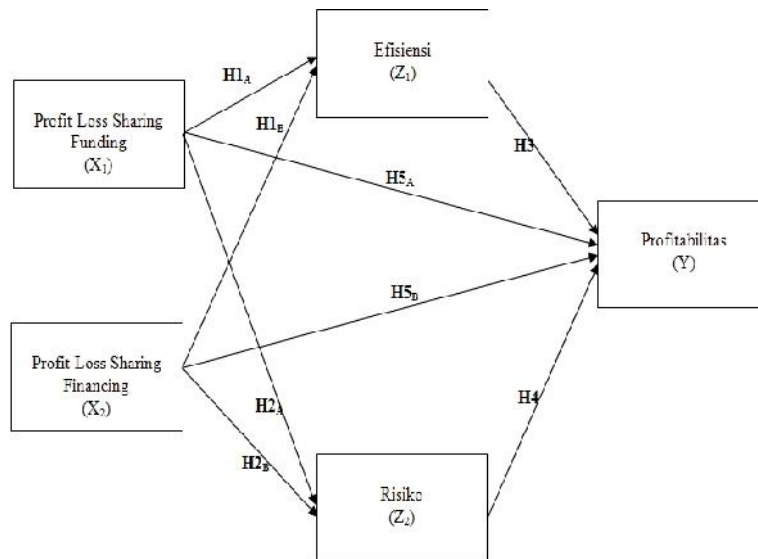 Efisiensi
(Z₁)
H1A
Profit Loss Sharing
Funding
(X₁)
H1B
H3
H5A
Profitabilitas
(Y)
H5B
Profit Loss Sharing
Financing
(X₂)
H2A
H4
H2B
Risiko
(Z₂)